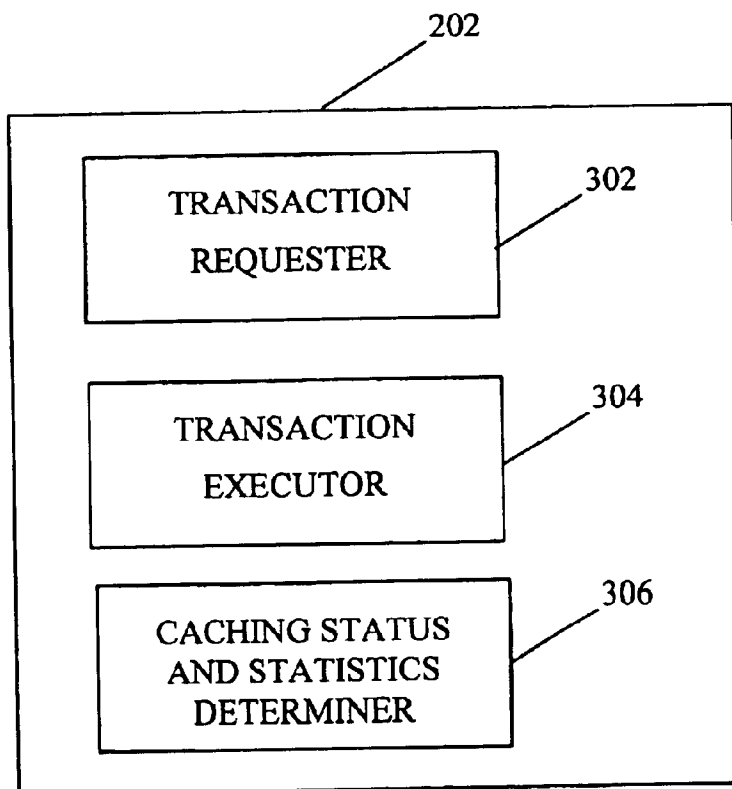 202
TRANSACTION
REQUESTER
302
TRANSACTION
EXECUTOR
304
CACHING STATUS
AND STATISTICS
DETERMINER
306